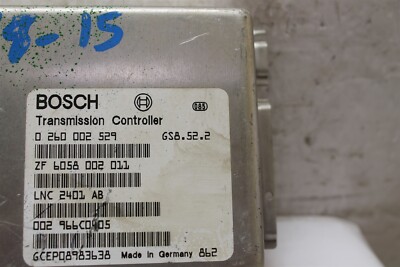 8-15
BOSCH
Transmission Controller
0 260 002 529 GS8.52.2
ZF 6058 002 011
LNC 2401 AB
002 966C0405
GCEP08983638 Made in Germany 862